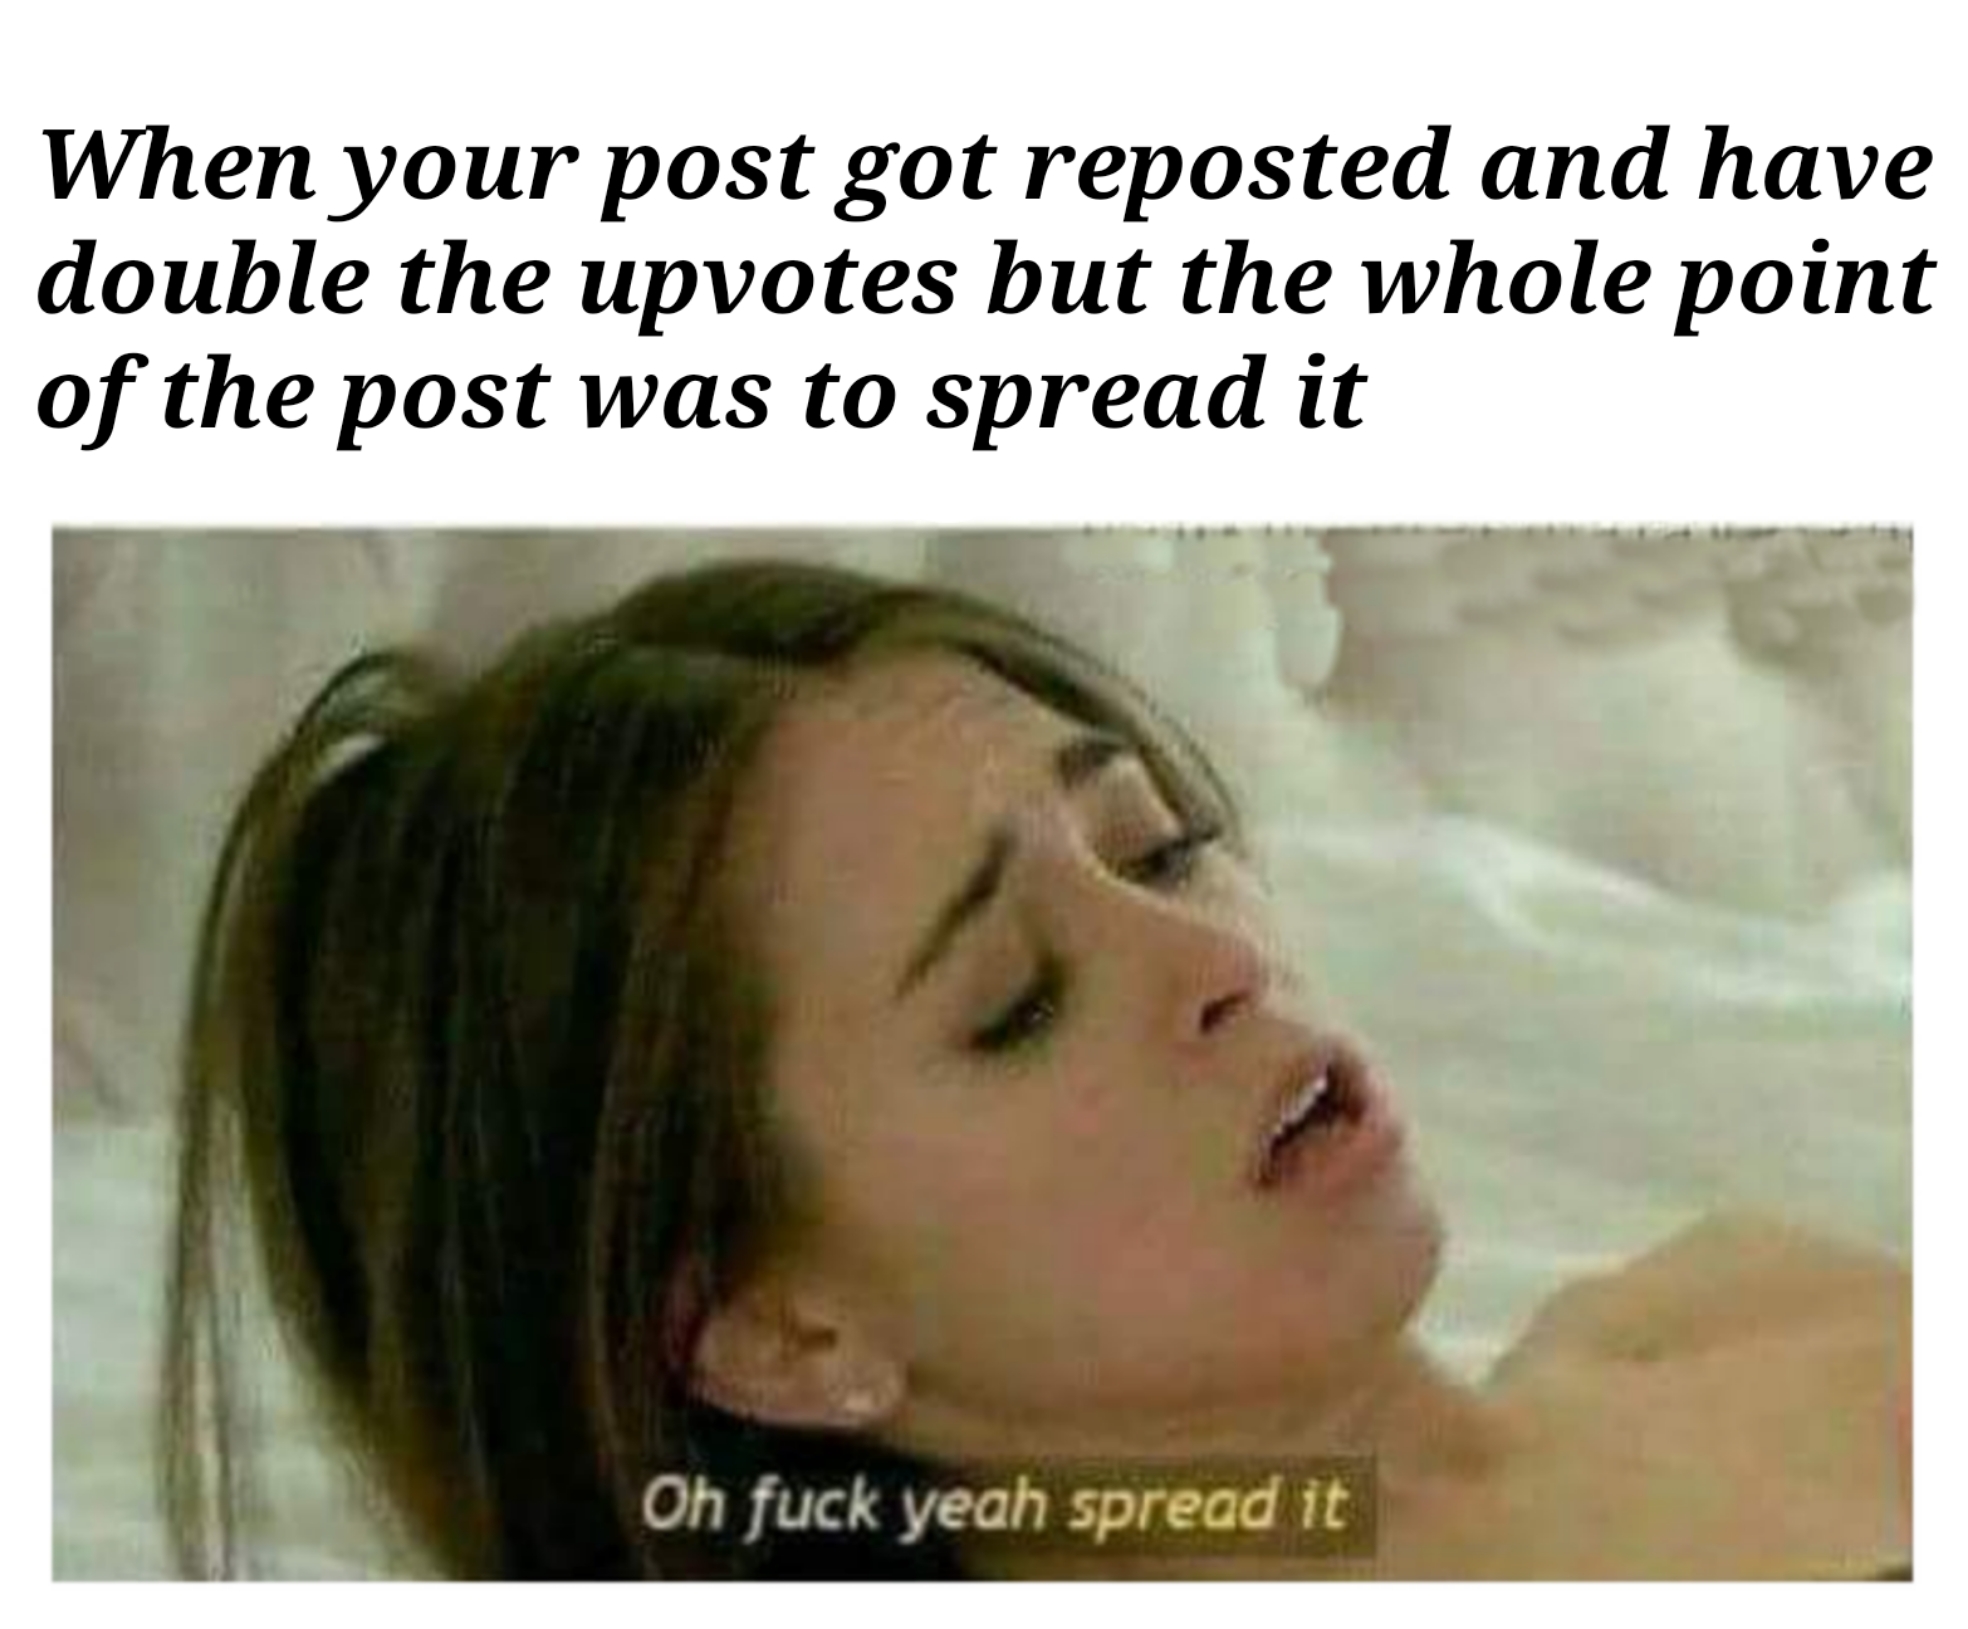 When your post got reposted and have
double the upvotes but the whole point
of the post was to spread it
Oh fuck yeah spread it